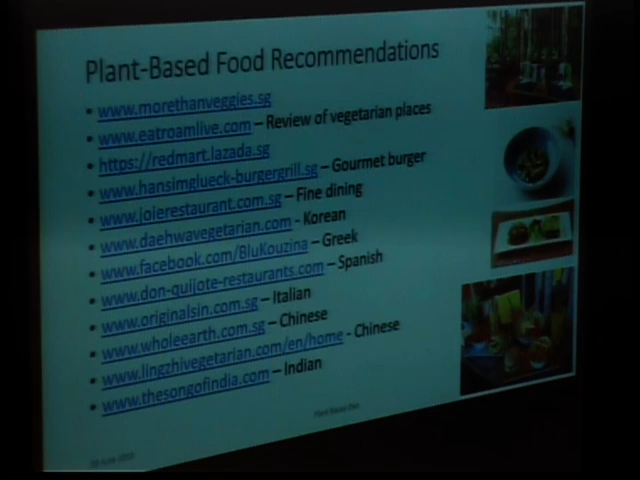 Plant-Based Food Recommendations
• www.morethanveggies.sg
• www.eatroamlive.com – Review of vegetarian places
• https://redmart.lazada.sg
• www.hansimglueck-burgergrill.sg – Gourmet burger
• www.joierestaurant.com.sg – Fine dining
• www.daehwavegetarian.com - Korean
• www.facebook.com/BluKouzina – Greek
• www.don-quijote-restaurants.com – Spanish
• www.originalsin.com.sg – Italian
• www.wholeearth.com.sg – Chinese
• www.lingzhivegetarian.com/en/home - Chinese
• www.thesongofindia.com – Indian
Plant Based Diet